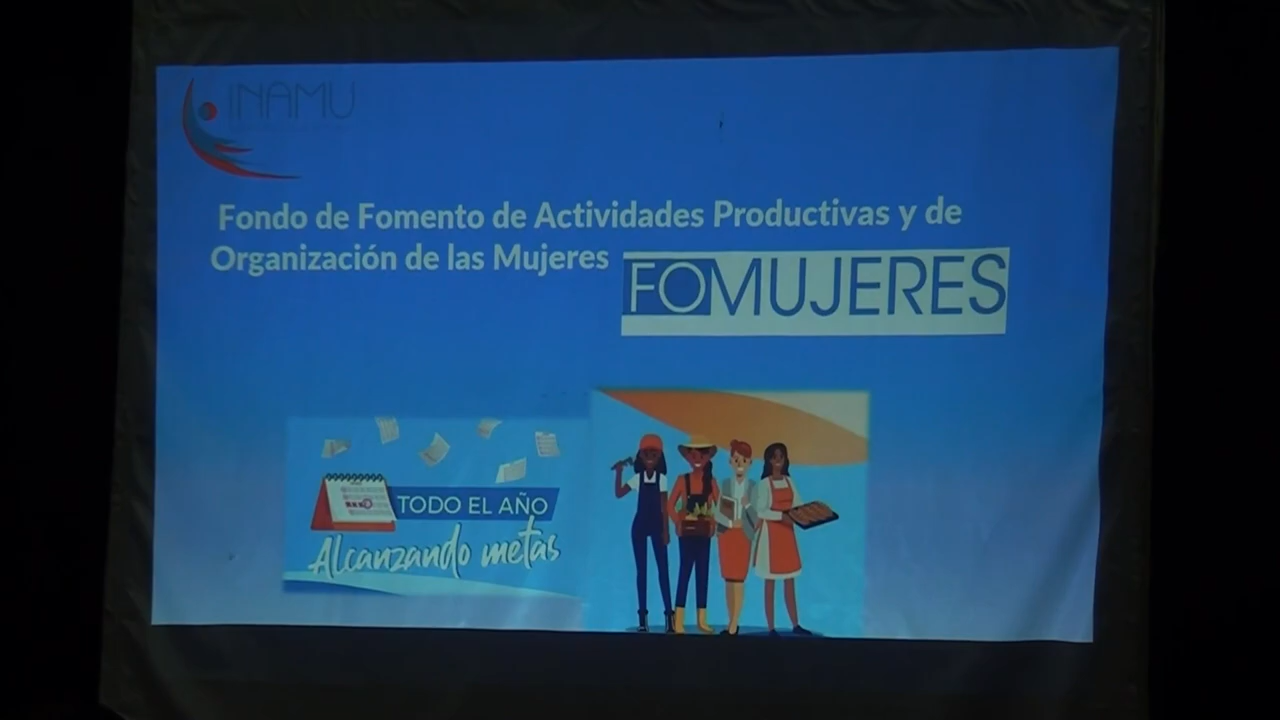 INAMU
Fondo de Fomento de Actividades Productivas y de
Organización de las Mujeres
FOMUJERES
TODO EL AÑO
Alcanzando metas